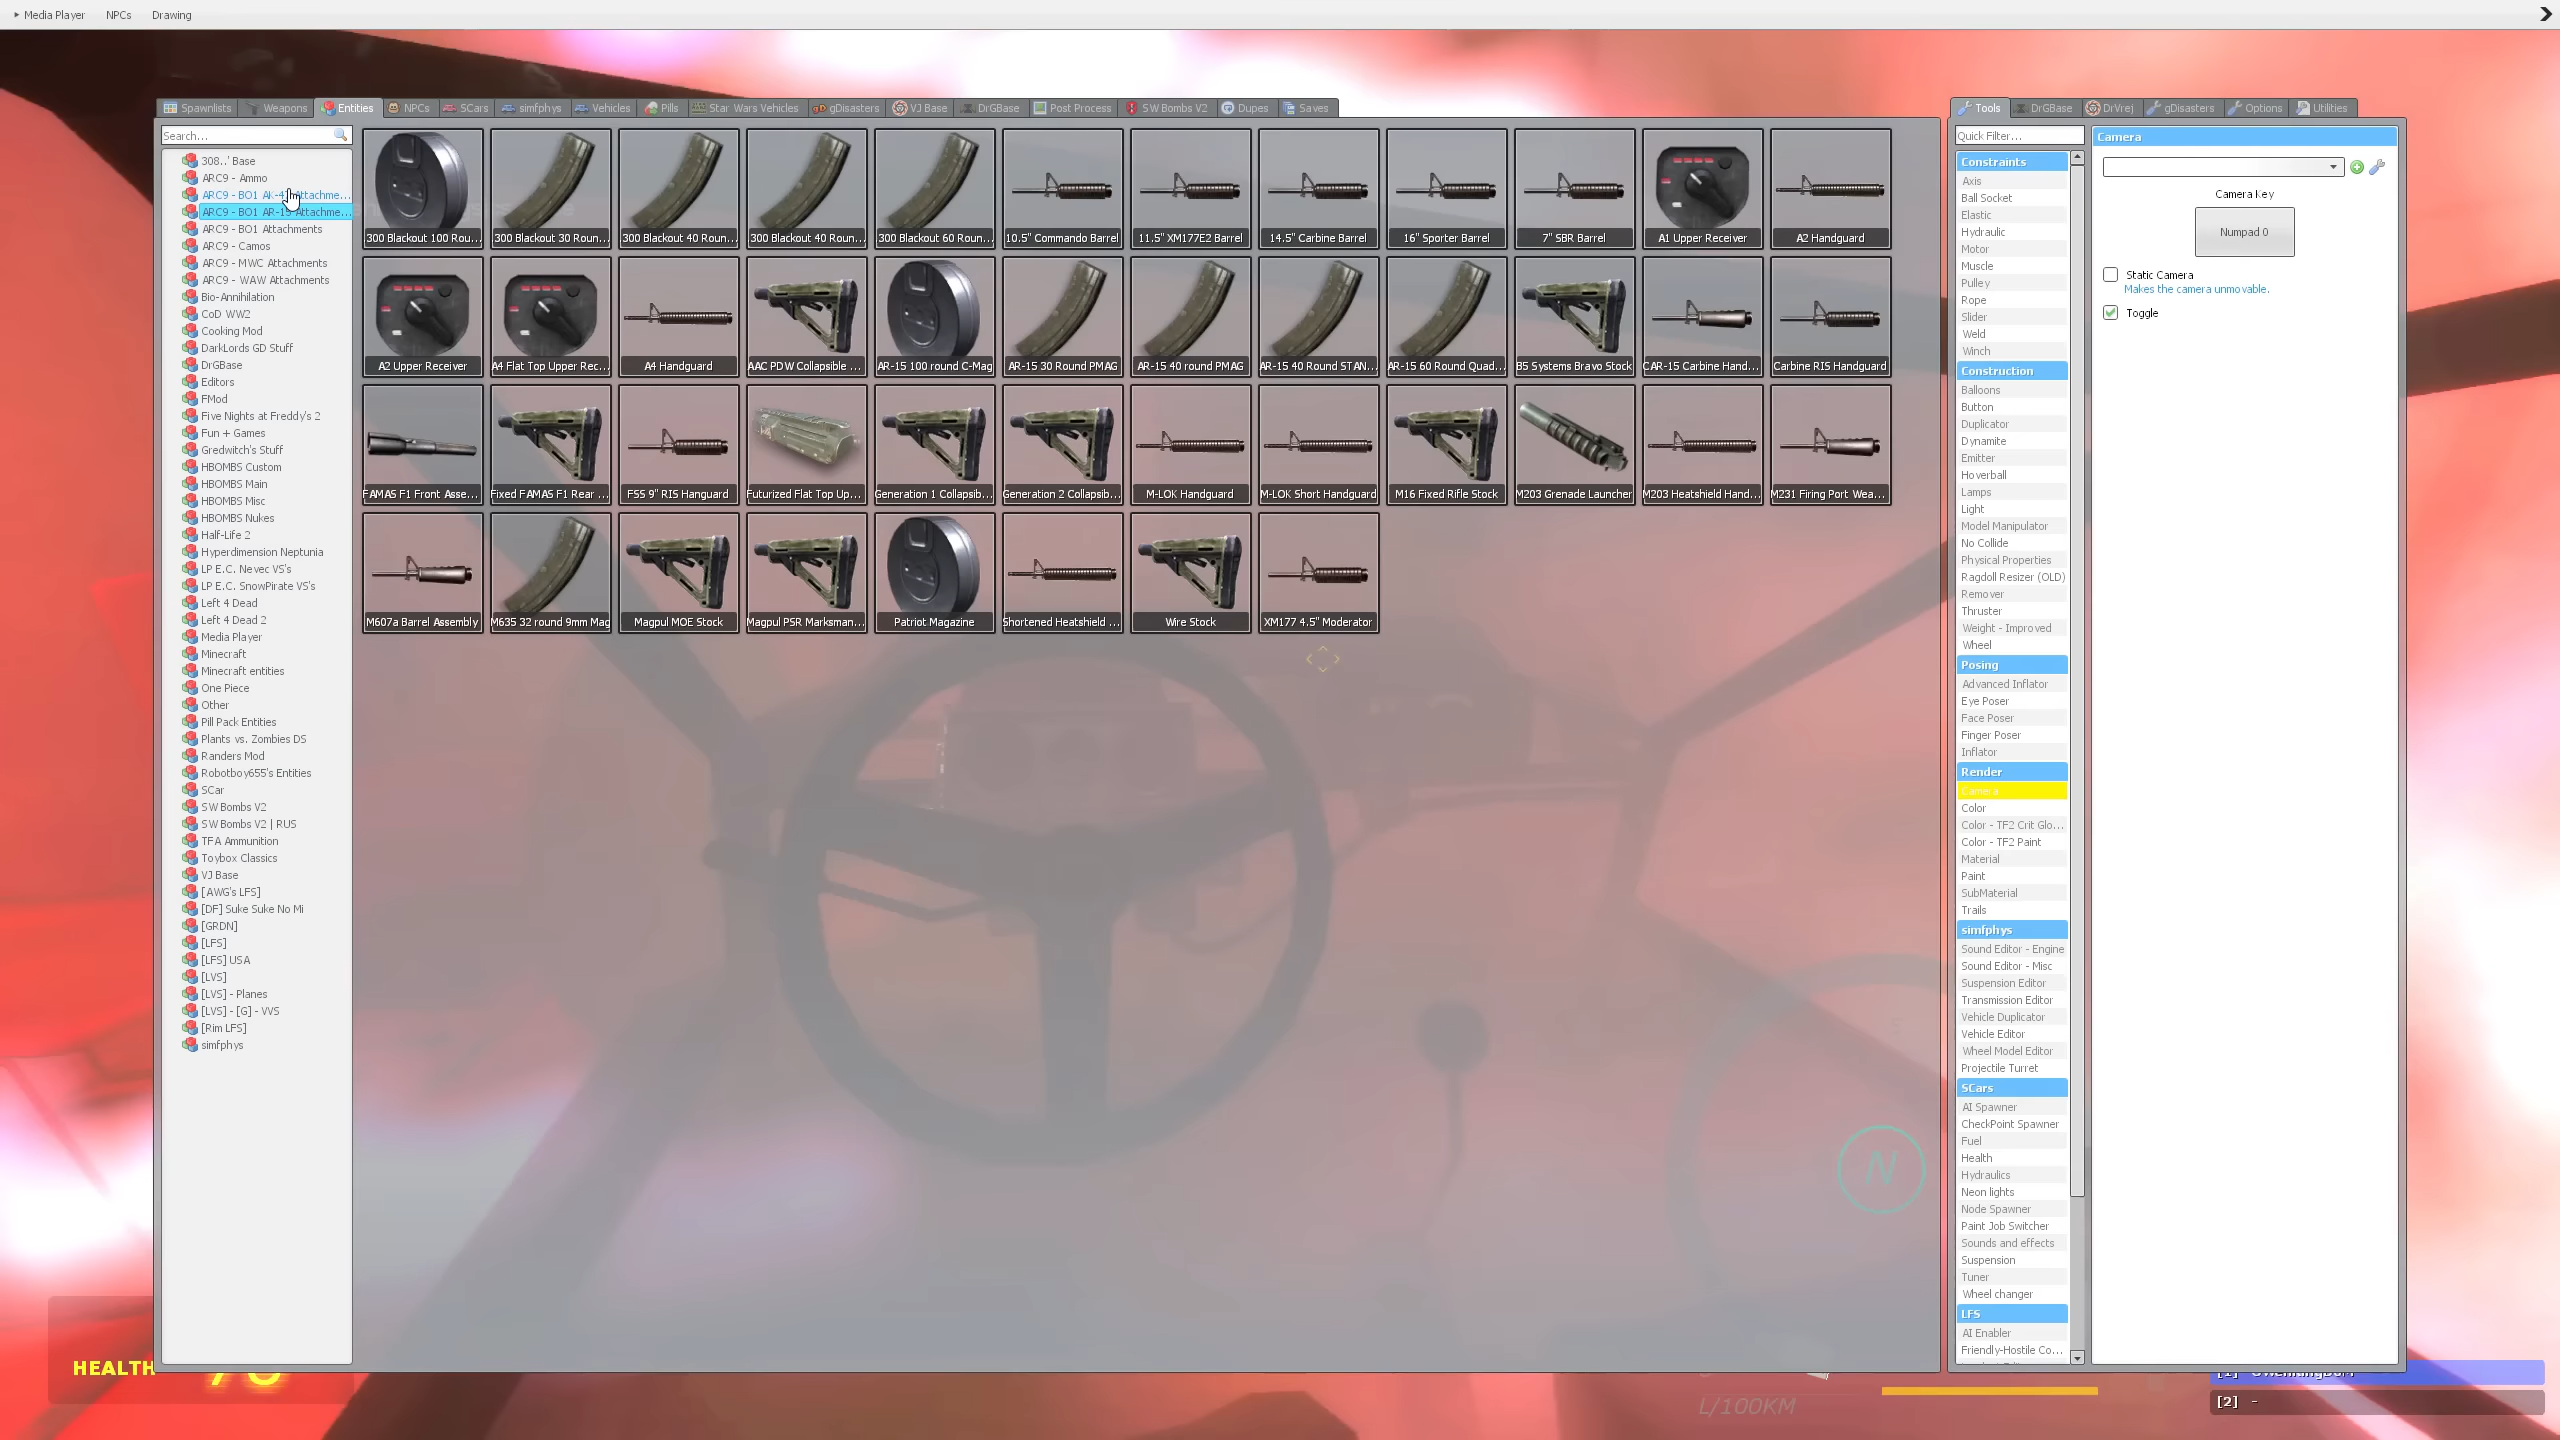 Media Player NPCs Drawing
Spawnlists Weapons Entities NPCs SCars simfphys Vehicles Pills Star Wars Vehicles gDisasters VJ Base DrGBase Post Process SW Bombs V2 Dupes Saves
Search...
308..' Base
ARC9 - Ammo
ARC9 - BO1 AK-4 Attachme...
ARC9 - BO1 AR-15 Attachme...
ARC9 - BO1 Attachments
ARC9 - Camos
ARC9 - MWC Attachments
ARC9 - WAW Attachments
Bio-Annihilation
CoD WW2
Cooking Mod
DarkLords GD Stuff
DrGBase
Editors
FMod
Five Nights at Freddy's 2
Fun + Games
Gredwitch's Stuff
HBOMBS Custom
HBOMBS Main
HBOMBS Misc
HBOMBS Nukes
Half-Life 2
Hyperdimension Neptunia
LP E.C. Nevec VS's
LP E.C. SnowPirate VS's
Left 4 Dead
Left 4 Dead 2
Media Player
Minecraft
Minecraft entities
One Piece
Other
Pill Pack Entities
Plants vs. Zombies DS
Randers Mod
Robotboy655's Entities
SCar
SW Bombs V2
SW Bombs V2 | RUS
TFA Ammunition
Toybox Classics
VJ Base
[AWG's LFS]
[DF] Suke Suke No Mi
[GRDN]
[LFS]
[LFS] USA
[LVS]
[LVS] - Planes
[LVS] - [G] - VVS
[Rim LFS]
simfphys
300 Blackout 100 Rou... 300 Blackout 30 Roun... 300 Blackout 40 Roun... 300 Blackout 40 Roun... 300 Blackout 60 Roun... 10.5" Commando Barrel 11.5" XM177E2 Barrel 14.5" Carbine Barrel 16" Sporter Barrel 7" SBR Barrel A1 Upper Receiver A2 Handguard
A2 Upper Receiver A4 Flat Top Upper Rec... A4 Handguard AAC PDW Collapsible ... AR-15 100 round C-Mag AR-15 30 Round PMAG AR-15 40 round PMAG AR-15 40 Round STAN... AR-15 60 Round Quad... B5 Systems Bravo Stock CAR-15 Carbine Hand... Carbine RIS Handguard
FAMAS F1 Front Asse... Fixed FAMAS F1 Rear ... FSS 9" RIS Hanguard Futurized Flat Top Up... Generation 1 Collapsib... Generation 2 Collapsib... M-LOK Handguard M-LOK Short Handguard M16 Fixed Rifle Stock M203 Grenade Launcher M203 Heatshield Hand... M231 Firing Port Wea...
M607a Barrel Assembly M635 32 round 9mm Mag Magpul MOE Stock Magpul PSR Marksman... Patriot Magazine Shortened Heatshield ... Wire Stock XM177 4.5" Moderator
N
HEALTH
L/100KM
[2] -
Tools DrGBase DrVrej gDisasters Options Utilities
Quick Filter...
Constraints
Axis
Ball Socket
Elastic
Hydraulic
Motor
Muscle
Pulley
Rope
Slider
Weld
Winch
Construction
Balloons
Button
Duplicator
Dynamite
Emitter
Hoverball
Lamps
Light
Model Manipulator
No Collide
Physical Properties
Ragdoll Resizer (OLD)
Remover
Thruster
Weight - Improved
Wheel
Posing
Advanced Inflator
Eye Poser
Face Poser
Finger Poser
Inflator
Render
Camera
Color
Color - TF2 Crit Glo...
Color - TF2 Paint
Material
Paint
SubMaterial
Trails
simfphys
Sound Editor - Engine
Sound Editor - Misc
Suspension Editor
Transmission Editor
Vehicle Duplicator
Vehicle Editor
Wheel Model Editor
Projectile Turret
SCars
AI Spawner
CheckPoint Spawner
Fuel
Health
Hydraulics
Neon lights
Node Spawner
Paint Job Switcher
Sounds and effects
Suspension
Tuner
Wheel changer
LFS
AI Enabler
Friendly-Hostile Co...
Camera
Camera Key
Numpad 0
Static Camera
Makes the camera unmovable.
Toggle